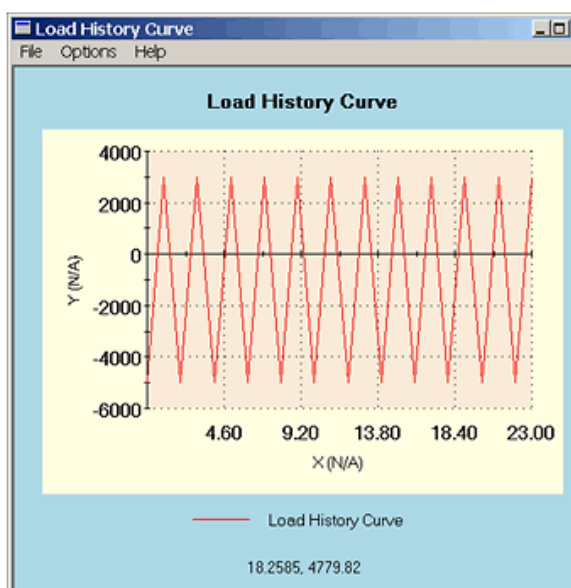 Load History Curve
File Options Help
Load History Curve
4000
2000
0
-2000
-4000
-6000
Y (N/A)
4.60 9.20 13.80 18.40 23.00
X (N/A)
Load History Curve
18.2585, 4779.82